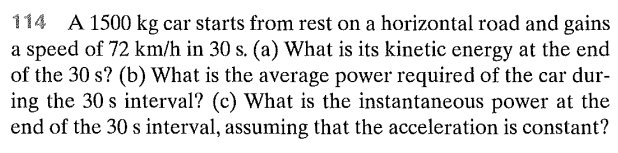 114 A 1500 kg car starts from rest on a horizontal road and gains
a speed of 72 km/h in 30 s. (a) What is its kinetic energy at the end
of the 30 s? (b) What is the average power required of the car dur-
ing the 30 s interval? (c) What is the instantaneous power at the
end of the 30 s interval, assuming that the acceleration is constant?